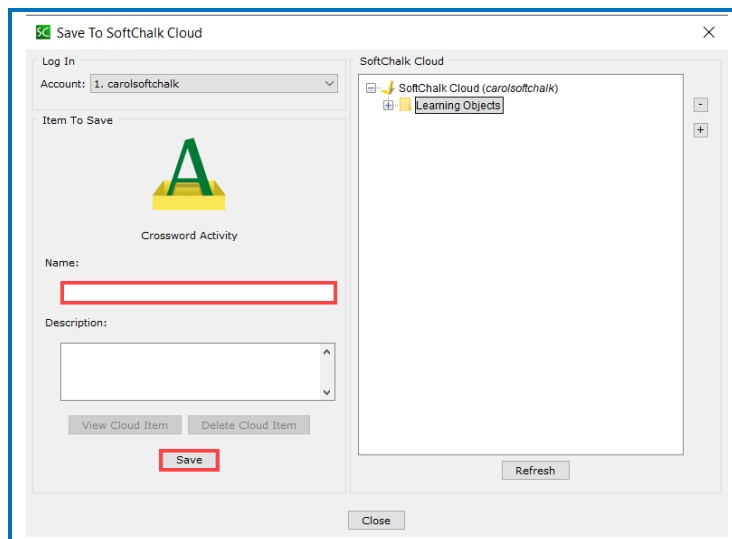 SC Save To SoftChalk Cloud
Log In
Account: 1. carolsoftchalk
Item To Save
A
Crossword Activity
Name:
Description:
View Cloud Item Delete Cloud Item
Save
SoftChalk Cloud
SoftChalk Cloud (carolsoftchalk)
Learning Objects
-
+
Refresh
Close